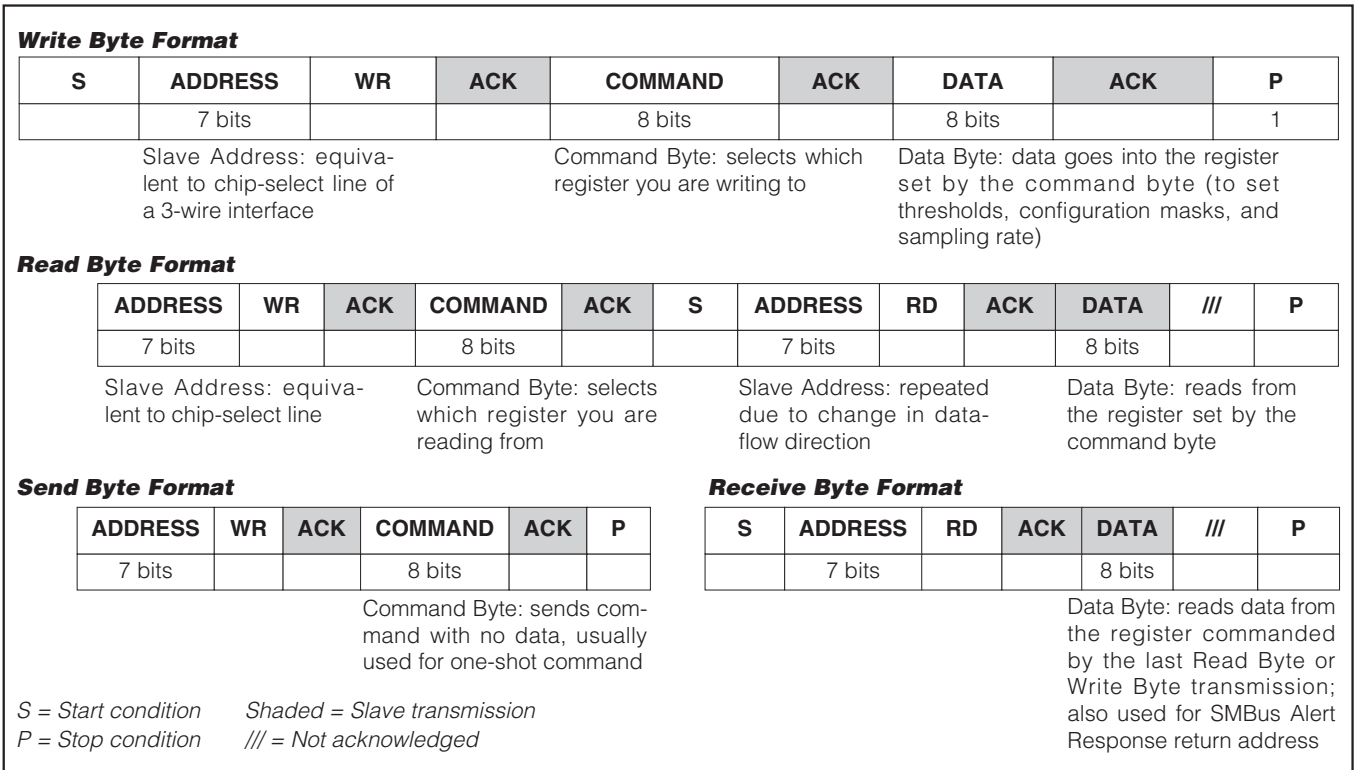 Write Byte Format
S ADDRESS WR ACK COMMAND ACK DATA ACK P
7 bits 8 bits 8 bits 1
Slave Address: equiva-
lent to chip-select line of
a 3-wire interface
Command Byte: selects which
register you are writing to
Data Byte: data goes into the register
set by the command byte (to set
thresholds, configuration masks, and
sampling rate)
Read Byte Format
ADDRESS WR ACK COMMAND ACK S ADDRESS RD ACK DATA /// P
7 bits 8 bits 7 bits 8 bits
Slave Address: equiva-
lent to chip-select line
Command Byte: selects
which register you are
reading from
Slave Address: repeated
due to change in data-
flow direction
Data Byte: reads from
the register set by the
command byte
Send Byte Format
ADDRESS WR ACK COMMAND ACK P
7 bits 8 bits
Command Byte: sends com-
mand with no data, usually
used for one-shot command
Receive Byte Format
S ADDRESS RD ACK DATA /// P
7 bits 8 bits
Data Byte: reads data from
the register commanded
by the last Read Byte or
Write Byte transmission;
also used for SMBus Alert
Response return address
S = Start condition Shaded = Slave transmission
P = Stop condition /// = Not acknowledged